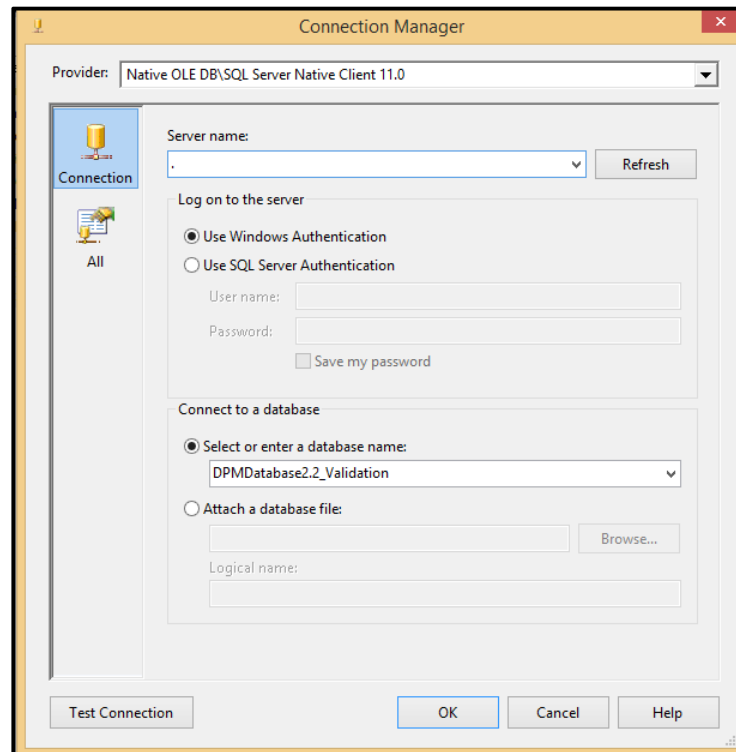 Connection Manager
Provider: Native OLE DB\SQL Server Native Client 11.0
Connection
All
Server name:
. Refresh
Log on to the server
Use Windows Authentication
Use SQL Server Authentication
User name:
Password:
Save my password
Connect to a database
Select or enter a database name:
DPMDatabase2.2_Validation
Attach a database file:
Browse...
Logical name:
Test Connection OK Cancel Help